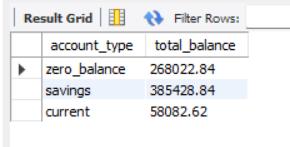 Result Grid Filter Rows:
account_type total_balance
zero_balance 268022.84
savings 385428.84
current 58082.62